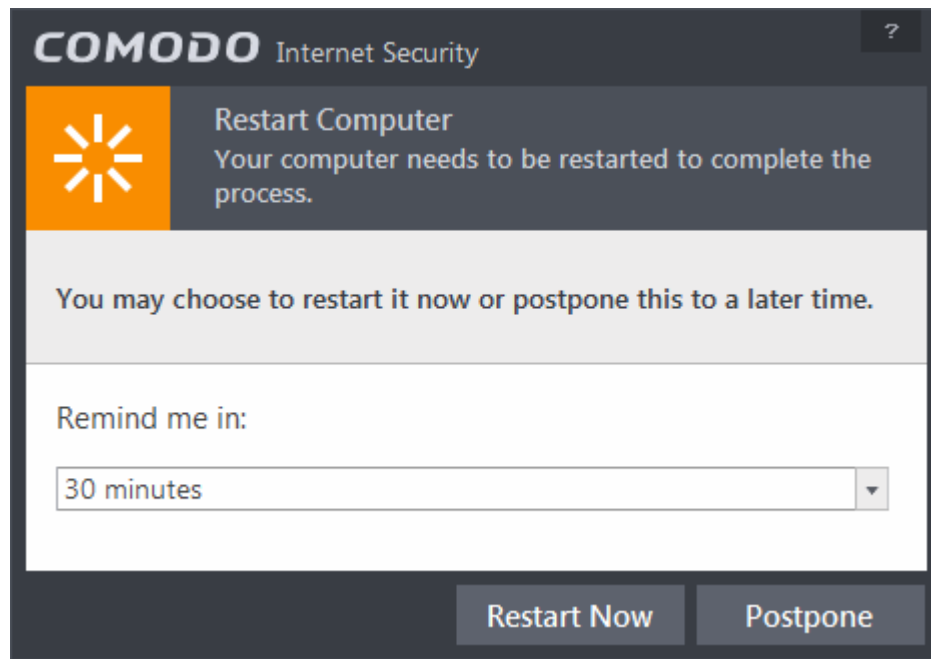 COMODO Internet Security
?
Restart Computer
Your computer needs to be restarted to complete the
process.
You may choose to restart it now or postpone this to a later time.
Remind me in:
30 minutes
Restart Now
Postpone